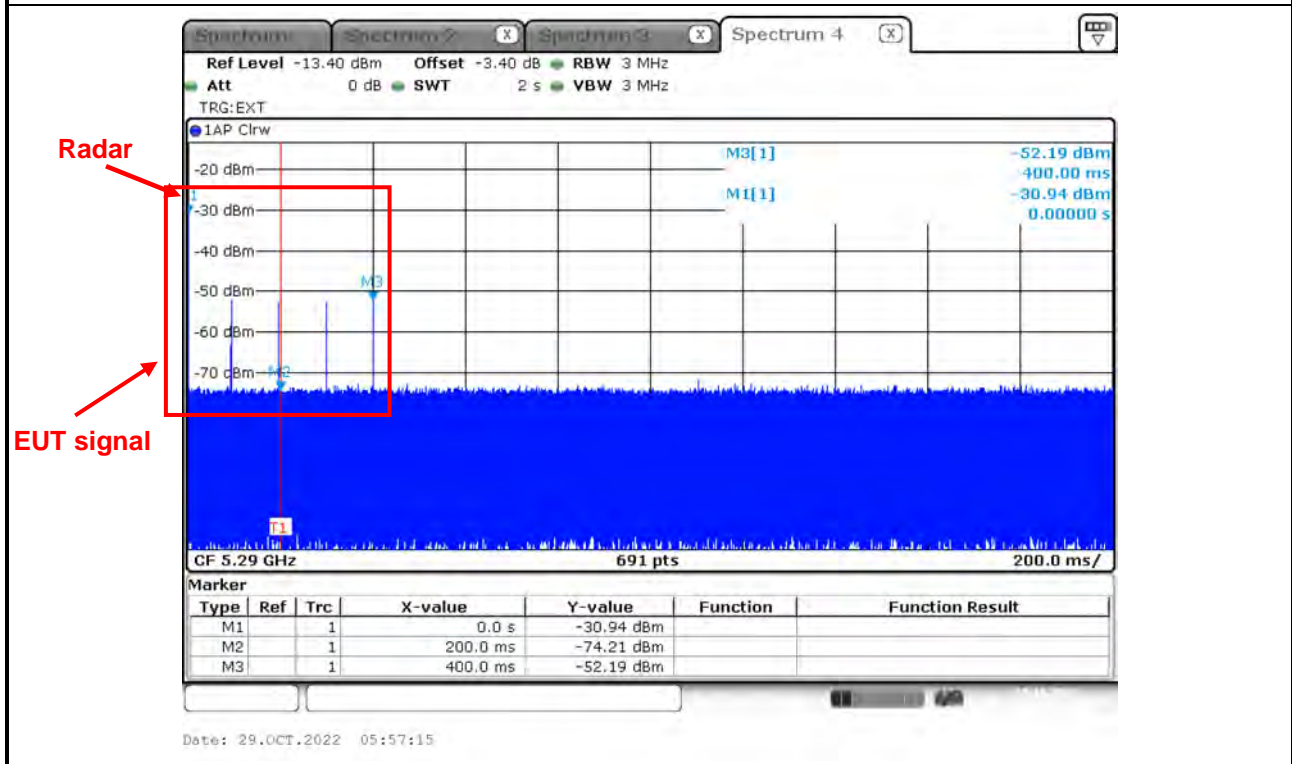 Spectrum Spectrum 2 X Spectrum 3 X Spectrum 4 X
Ref Level -13.40 dBm Offset -3.40 dB RBW 3 MHz
Att 0 dB SWT 2 s VBW 3 MHz
TRG:EXT
1AP Clrw
Radar
M3[1] -52.19 dBm
400.00 ms
M1[1] -30.94 dBm
0.00000 s
-20 dBm
1
-30 dBm
-40 dBm
M3
-50 dBm
-60 dBm
-70 dBm M2
EUT signal
T1
CF 5.29 GHz 691 pts 200.0 ms/
Marker
Type Ref Trc X-value Y-value Function Function Result
M1 1 0.0 s -30.94 dBm
M2 1 200.0 ms -74.21 dBm
M3 1 400.0 ms -52.19 dBm
Date: 29.OCT.2022 05:57:15